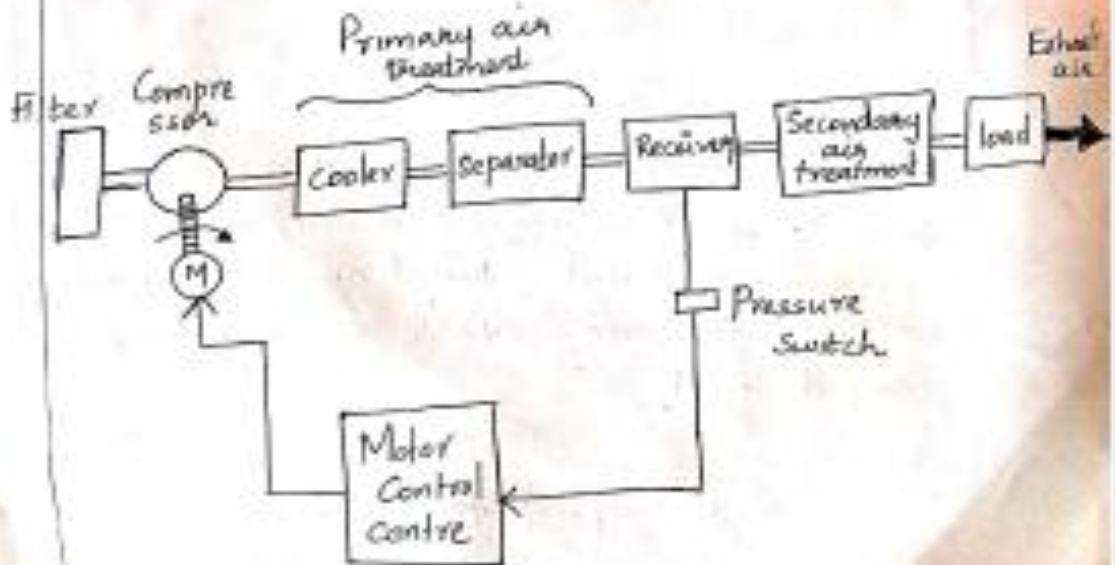 Primary air
treatment
Exhaust
air
Filter
Compre
ssor
Cooler
Separator
Receiver
Secondary
air
treatment
load
M
Pressure
Switch
Motor
Control
Contre